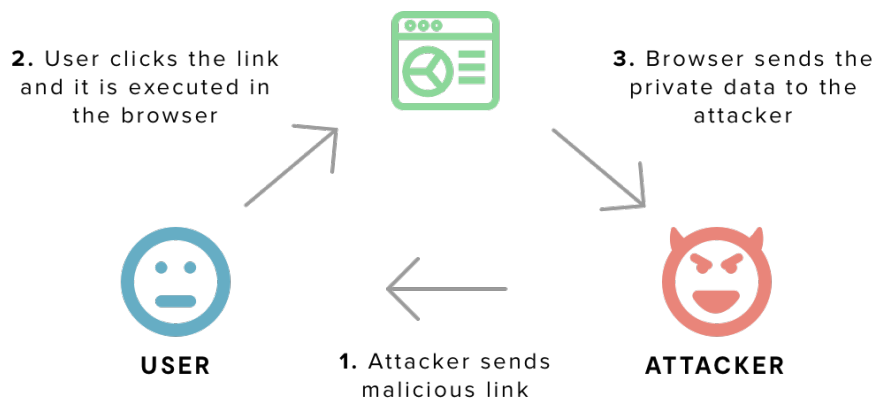 2. User clicks the link
and it is executed in
the browser
3. Browser sends the
private data to the
attacker
USER
1. Attacker sends
malicious link
ATTACKER